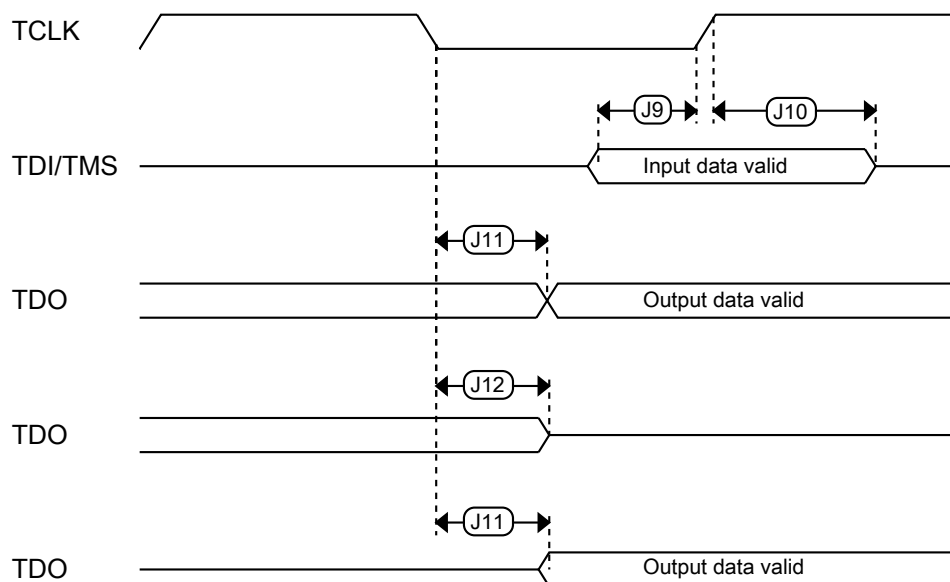 TCLK
J9
J10
TDI/TMS
Input data valid
J11
TDO
Output data valid
J12
TDO
J11
TDO
Output data valid